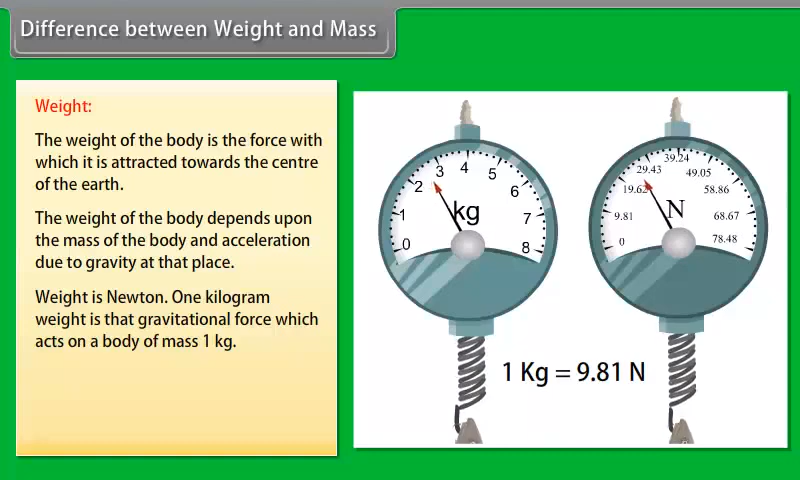 Difference between Weight and Mass
Weight:
The weight of the body is the force with
which it is attracted towards the centre
of the earth.
The weight of the body depends upon
the mass of the body and acceleration
due to gravity at that place.
Weight is Newton. One kilogram
weight is that gravitational force which
acts on a body of mass 1 kg.
0
1
2
3
4
5
6
7
8
kg
0
9.81
19.62
29.43
39.24
49.05
58.86
68.67
78.48
N
1 Kg = 9.81 N